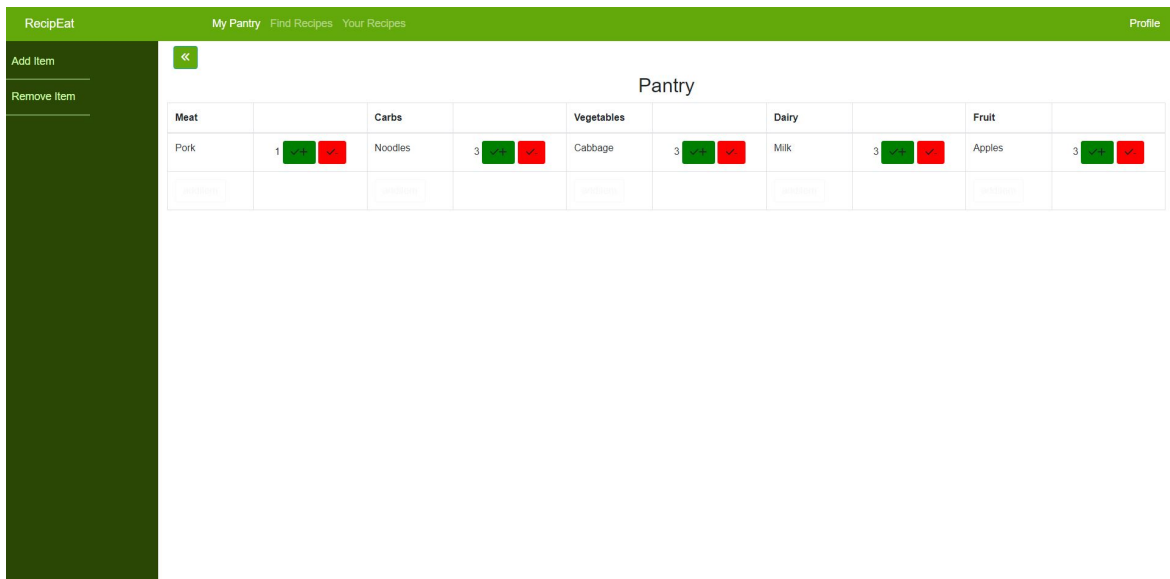 RecipEat My Pantry Find Recipes Your Recipes Profile
Add Item
Remove Item
Pantry
Meat Carbs Vegetables Dairy Fruit
Pork 1 Noodles 3 Cabbage 3 Milk 3 Apples 3